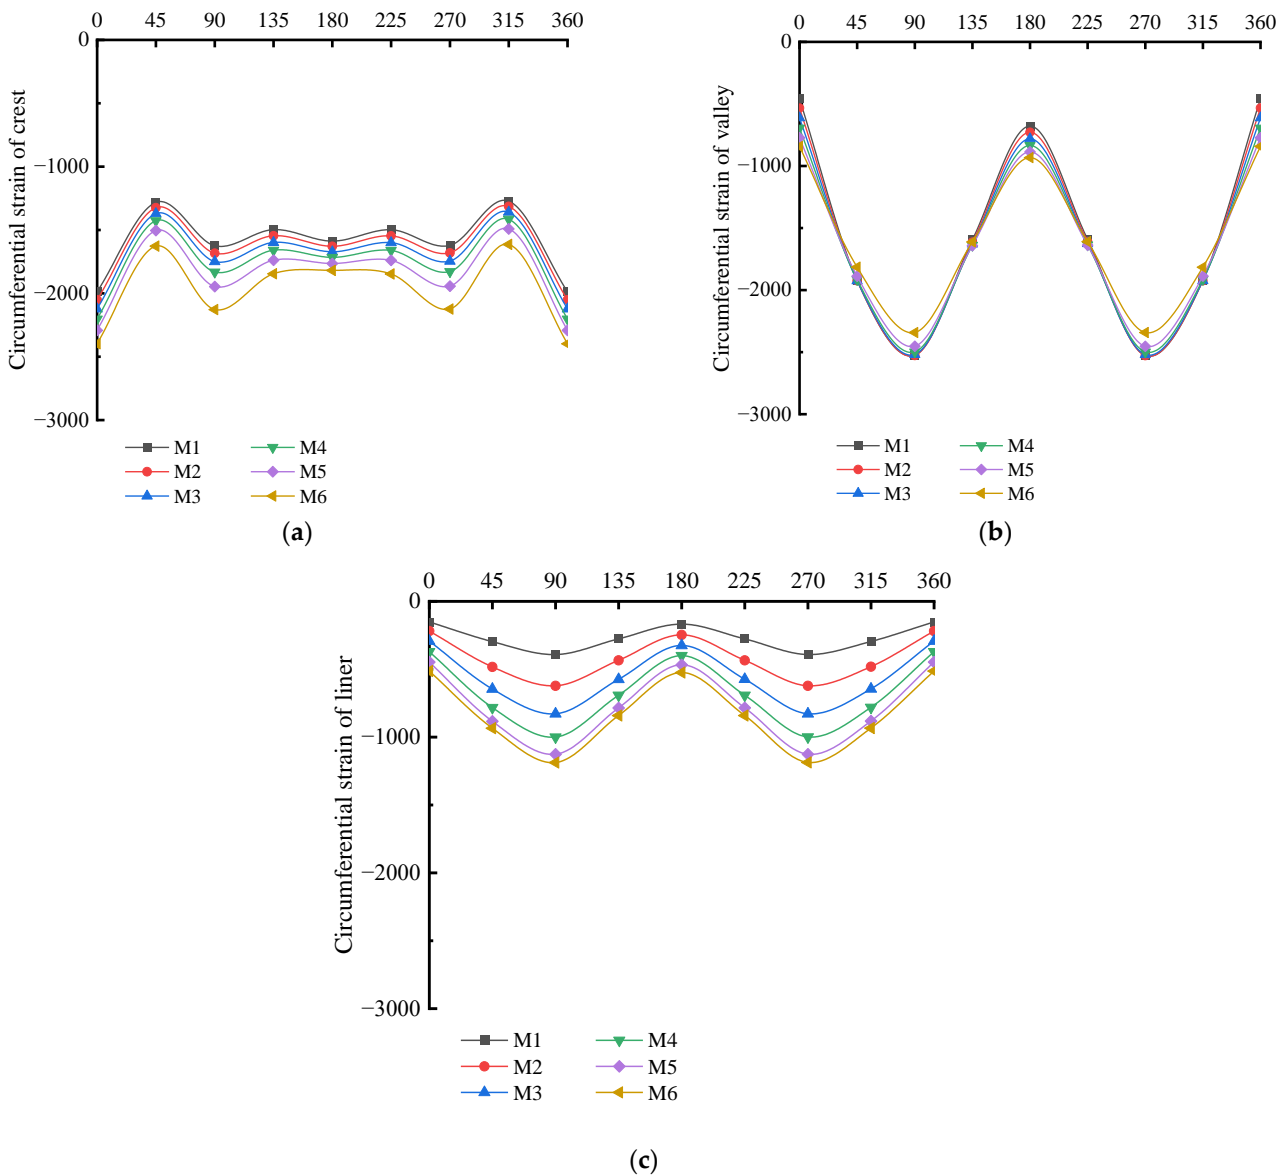 0 45 90 135 180 225 270 315 360
0
−1000
−2000
−3000
Circumferential strain of crest
M1 M4
M2 M5
M3 M6
(a)
0 45 90 135 180 225 270 315 360
0
−1000
−2000
−3000
Circumferential strain of valley
M1 M4
M2 M5
M3 M6
(b)
0 45 90 135 180 225 270 315 360
0
−1000
−2000
−3000
Circumferential strain of liner
M1 M4
M2 M5
M3 M6
(c)